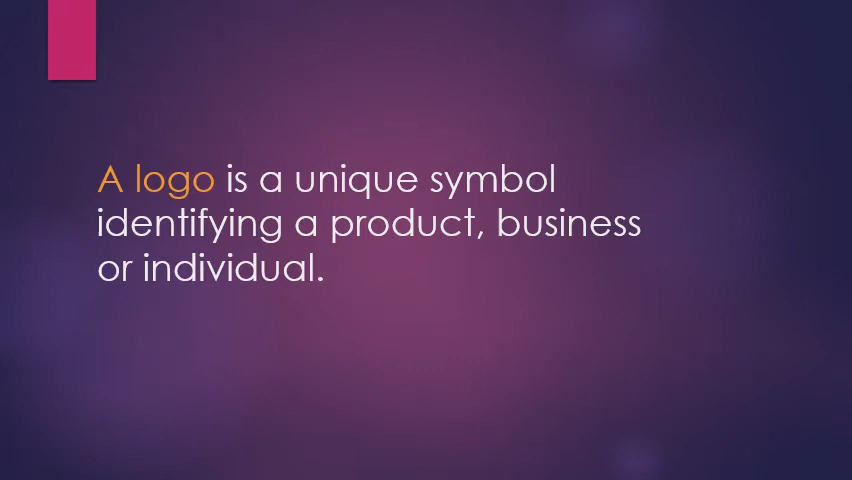 A logo is a unique symbol
identifying a product, business
or individual.